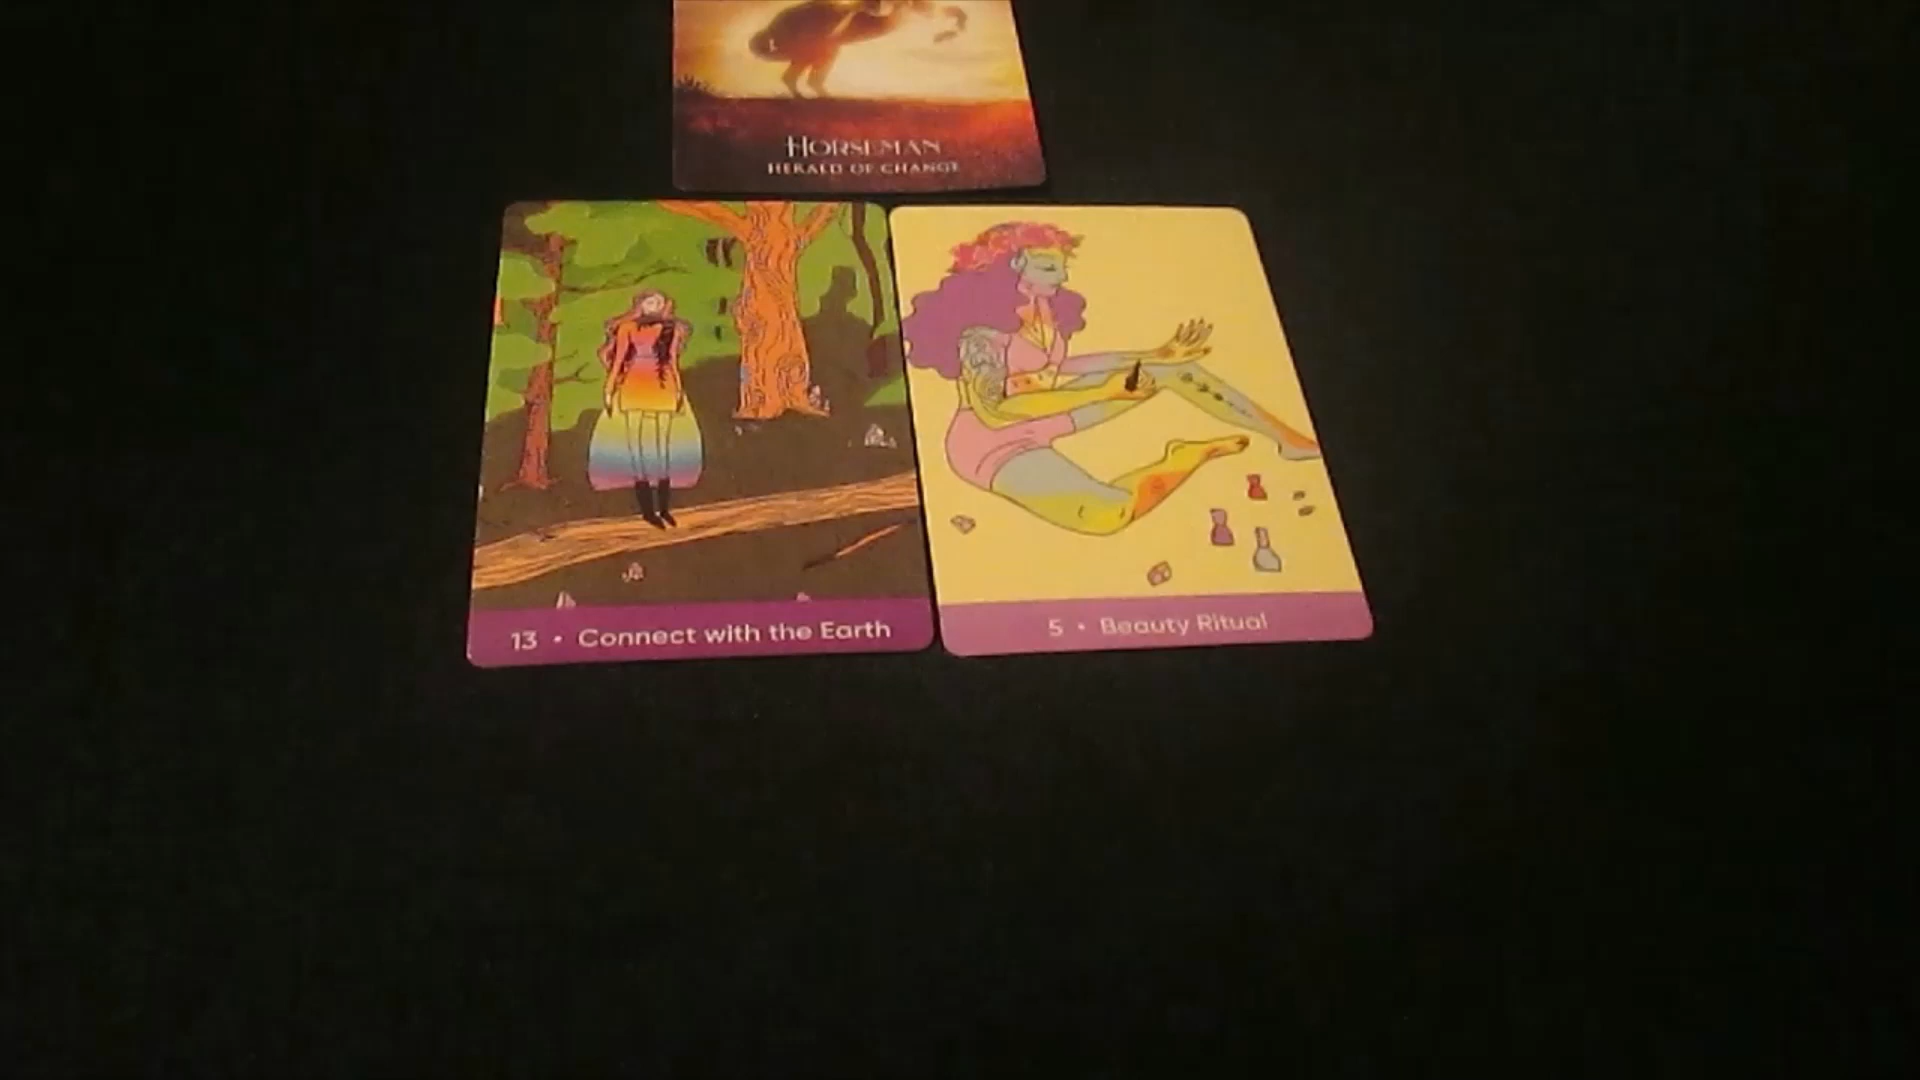 HORSEMAN
HERALD OF CHANGE
13 • Connect with the Earth
5 • Beauty Ritual